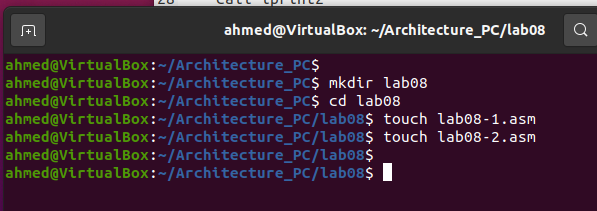 28 Call iprintLF
ahmed@VirtualBox: ~/Architecture_PC/lab08
ahmed@VirtualBox:~/Architecture_PC$
ahmed@VirtualBox:~/Architecture_PC$ mkdir lab08
ahmed@VirtualBox:~/Architecture_PC$ cd lab08
ahmed@VirtualBox:~/Architecture_PC/lab08$ touch lab08-1.asm
ahmed@VirtualBox:~/Architecture_PC/lab08$ touch lab08-2.asm
ahmed@VirtualBox:~/Architecture_PC/lab08$
ahmed@VirtualBox:~/Architecture_PC/lab08$